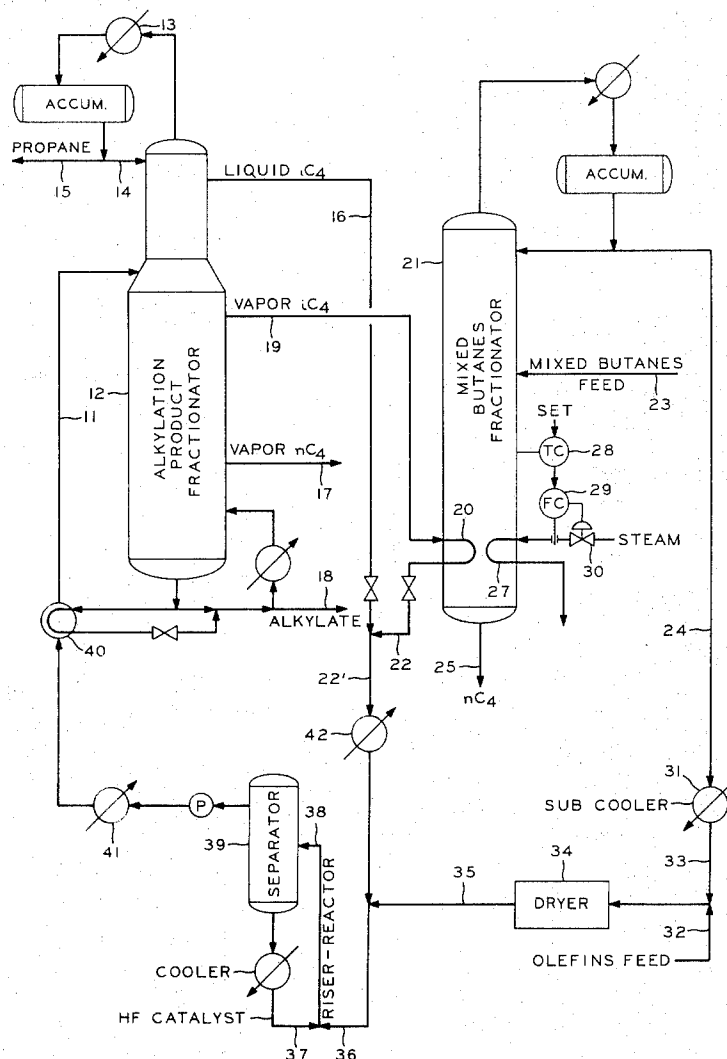 13
ACCUM.
PROPANE
15
14
LIQUID iC4
16
ACCUM.
21
11
VAPOR iC4
19
12
ALKYLATION
PRODUCT
FRACTIONATOR
MIXED
BUTANES
FRACTIONATOR
MIXED BUTANES
FEED
23
SET
TC
28
VAPOR nC4
17
29
FC
20
STEAM
30
27
18
ALKYLATE
40
22
25
24
22'
nC4
42
31
SUB COOLER
38
P
41
39
SEPARATOR
RISER-REACTOR
33
34
35
DRYER
32
OLEFINS FEED
COOLER
HF CATALYST
37
36